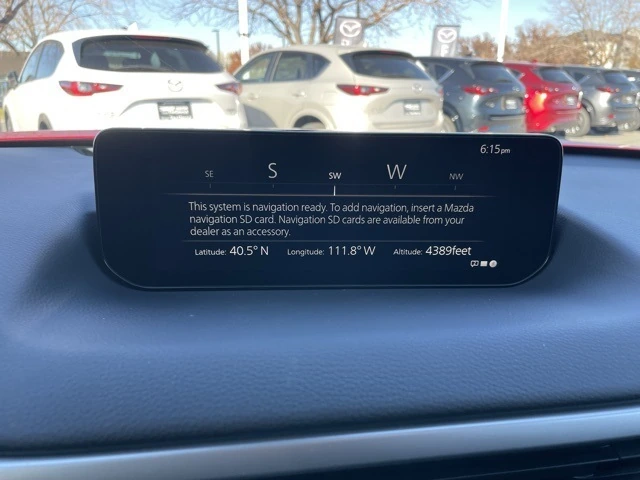 6:15pm
SE S SW W NW
This system is navigation ready. To add navigation, insert a Mazda
navigation SD card. Navigation SD cards are available from your
dealer as an accessory.
Latitude: 40.5° N Longitude: 111.8° W Altitude: 4389feet